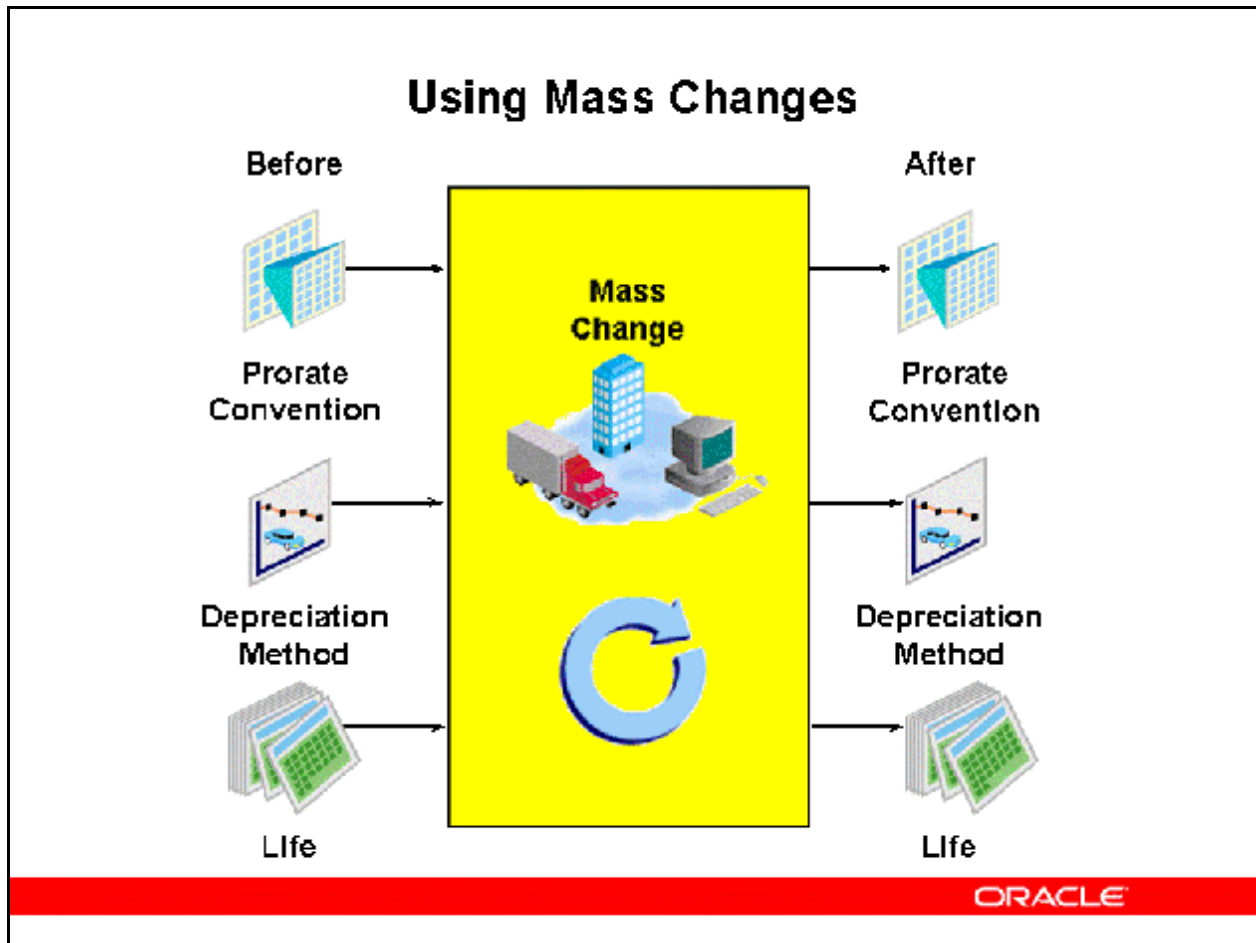 Using Mass Changes
Before
After
Mass
Change
Prorate
Convention
Prorate
Convention
Depreciation
Method
Depreciation
Method
LIfe
LIfe
ORACLE